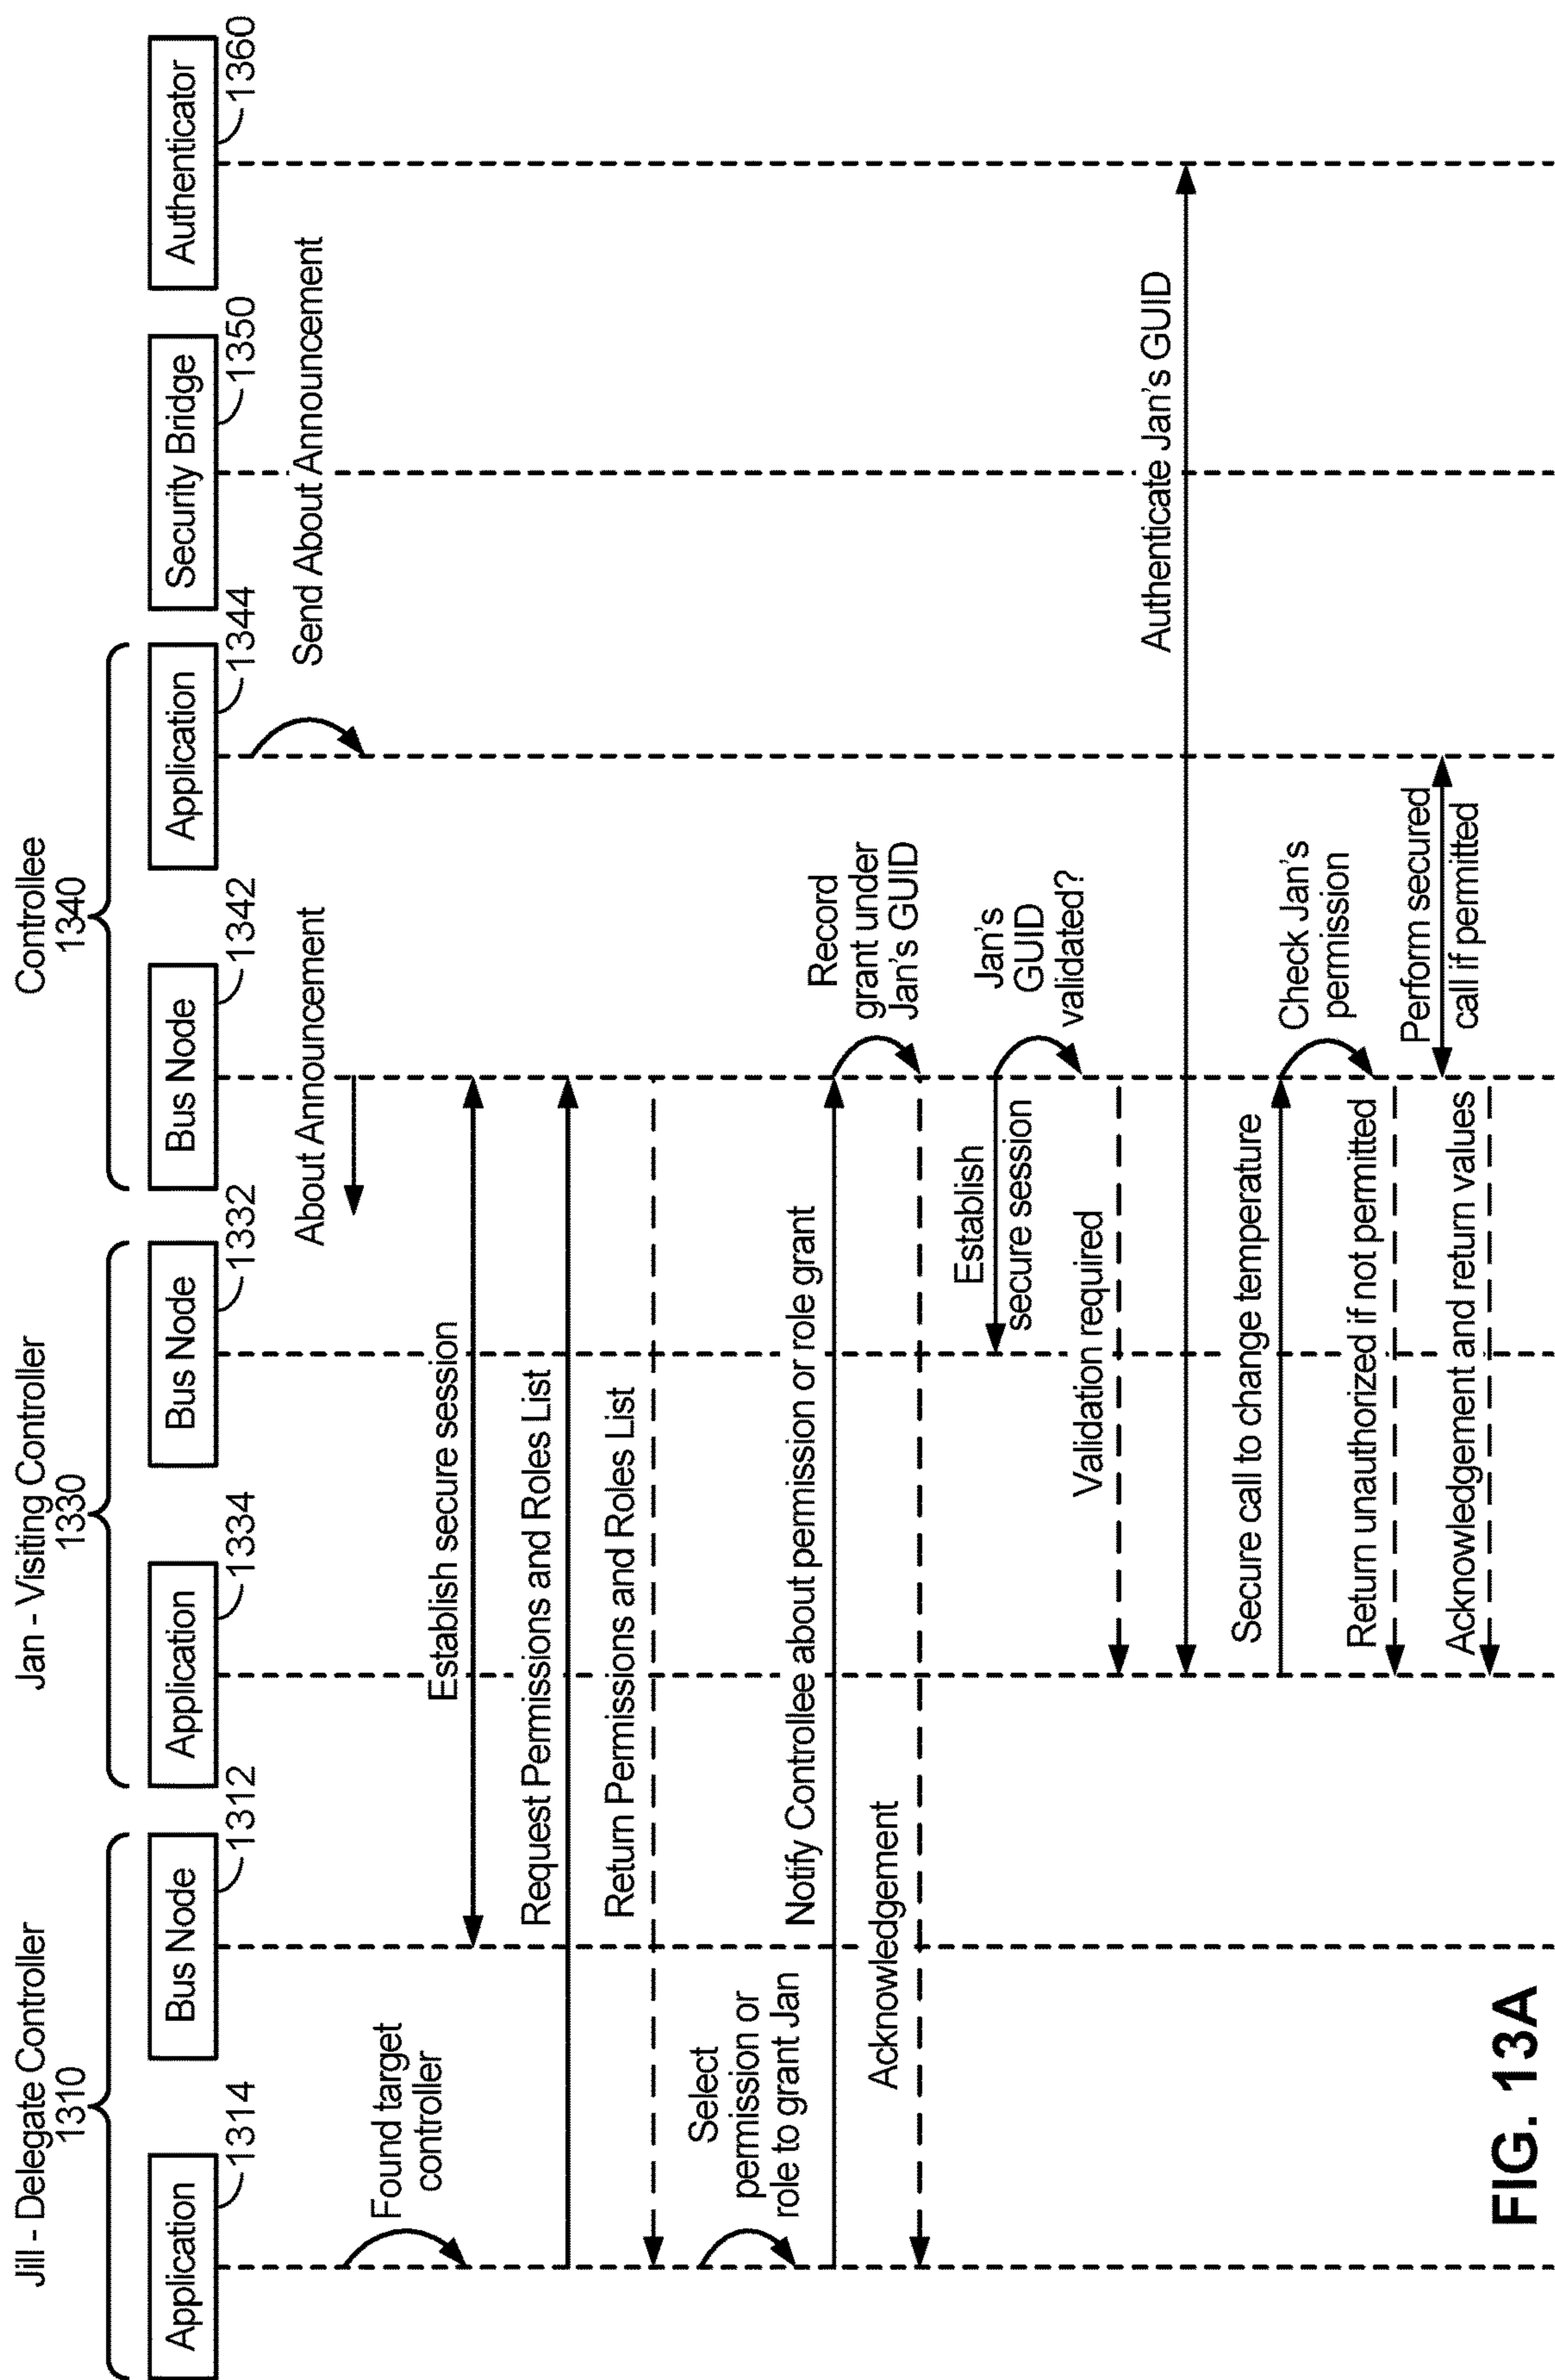 Jill - Delegate Controller
1310
Jan - Visiting Controller
1330
Controllee
1340
Application
1314
Bus Node
1312
Application
1334
Bus Node
1332
Bus Node
1342
Application
1344
Security Bridge
1350
Authenticator
1360
Send About Announcement
About Announcement
Found target
controller
Establish secure session
Request Permissions and Roles List
Return Permissions and Roles List
Select
permission or
role to grant Jan
Notify Controllee about permission or role grant
Record
grant under
Jan's GUID
Acknowledgement
Establish
secure session
Jan's
GUID
validated?
Validation required
Authenticate Jan's GUID
Secure call to change temperature
Check Jan's
permission
Return unauthorized if not permitted
Perform secured
call if permitted
Acknowledgement and return values
FIG. 13A